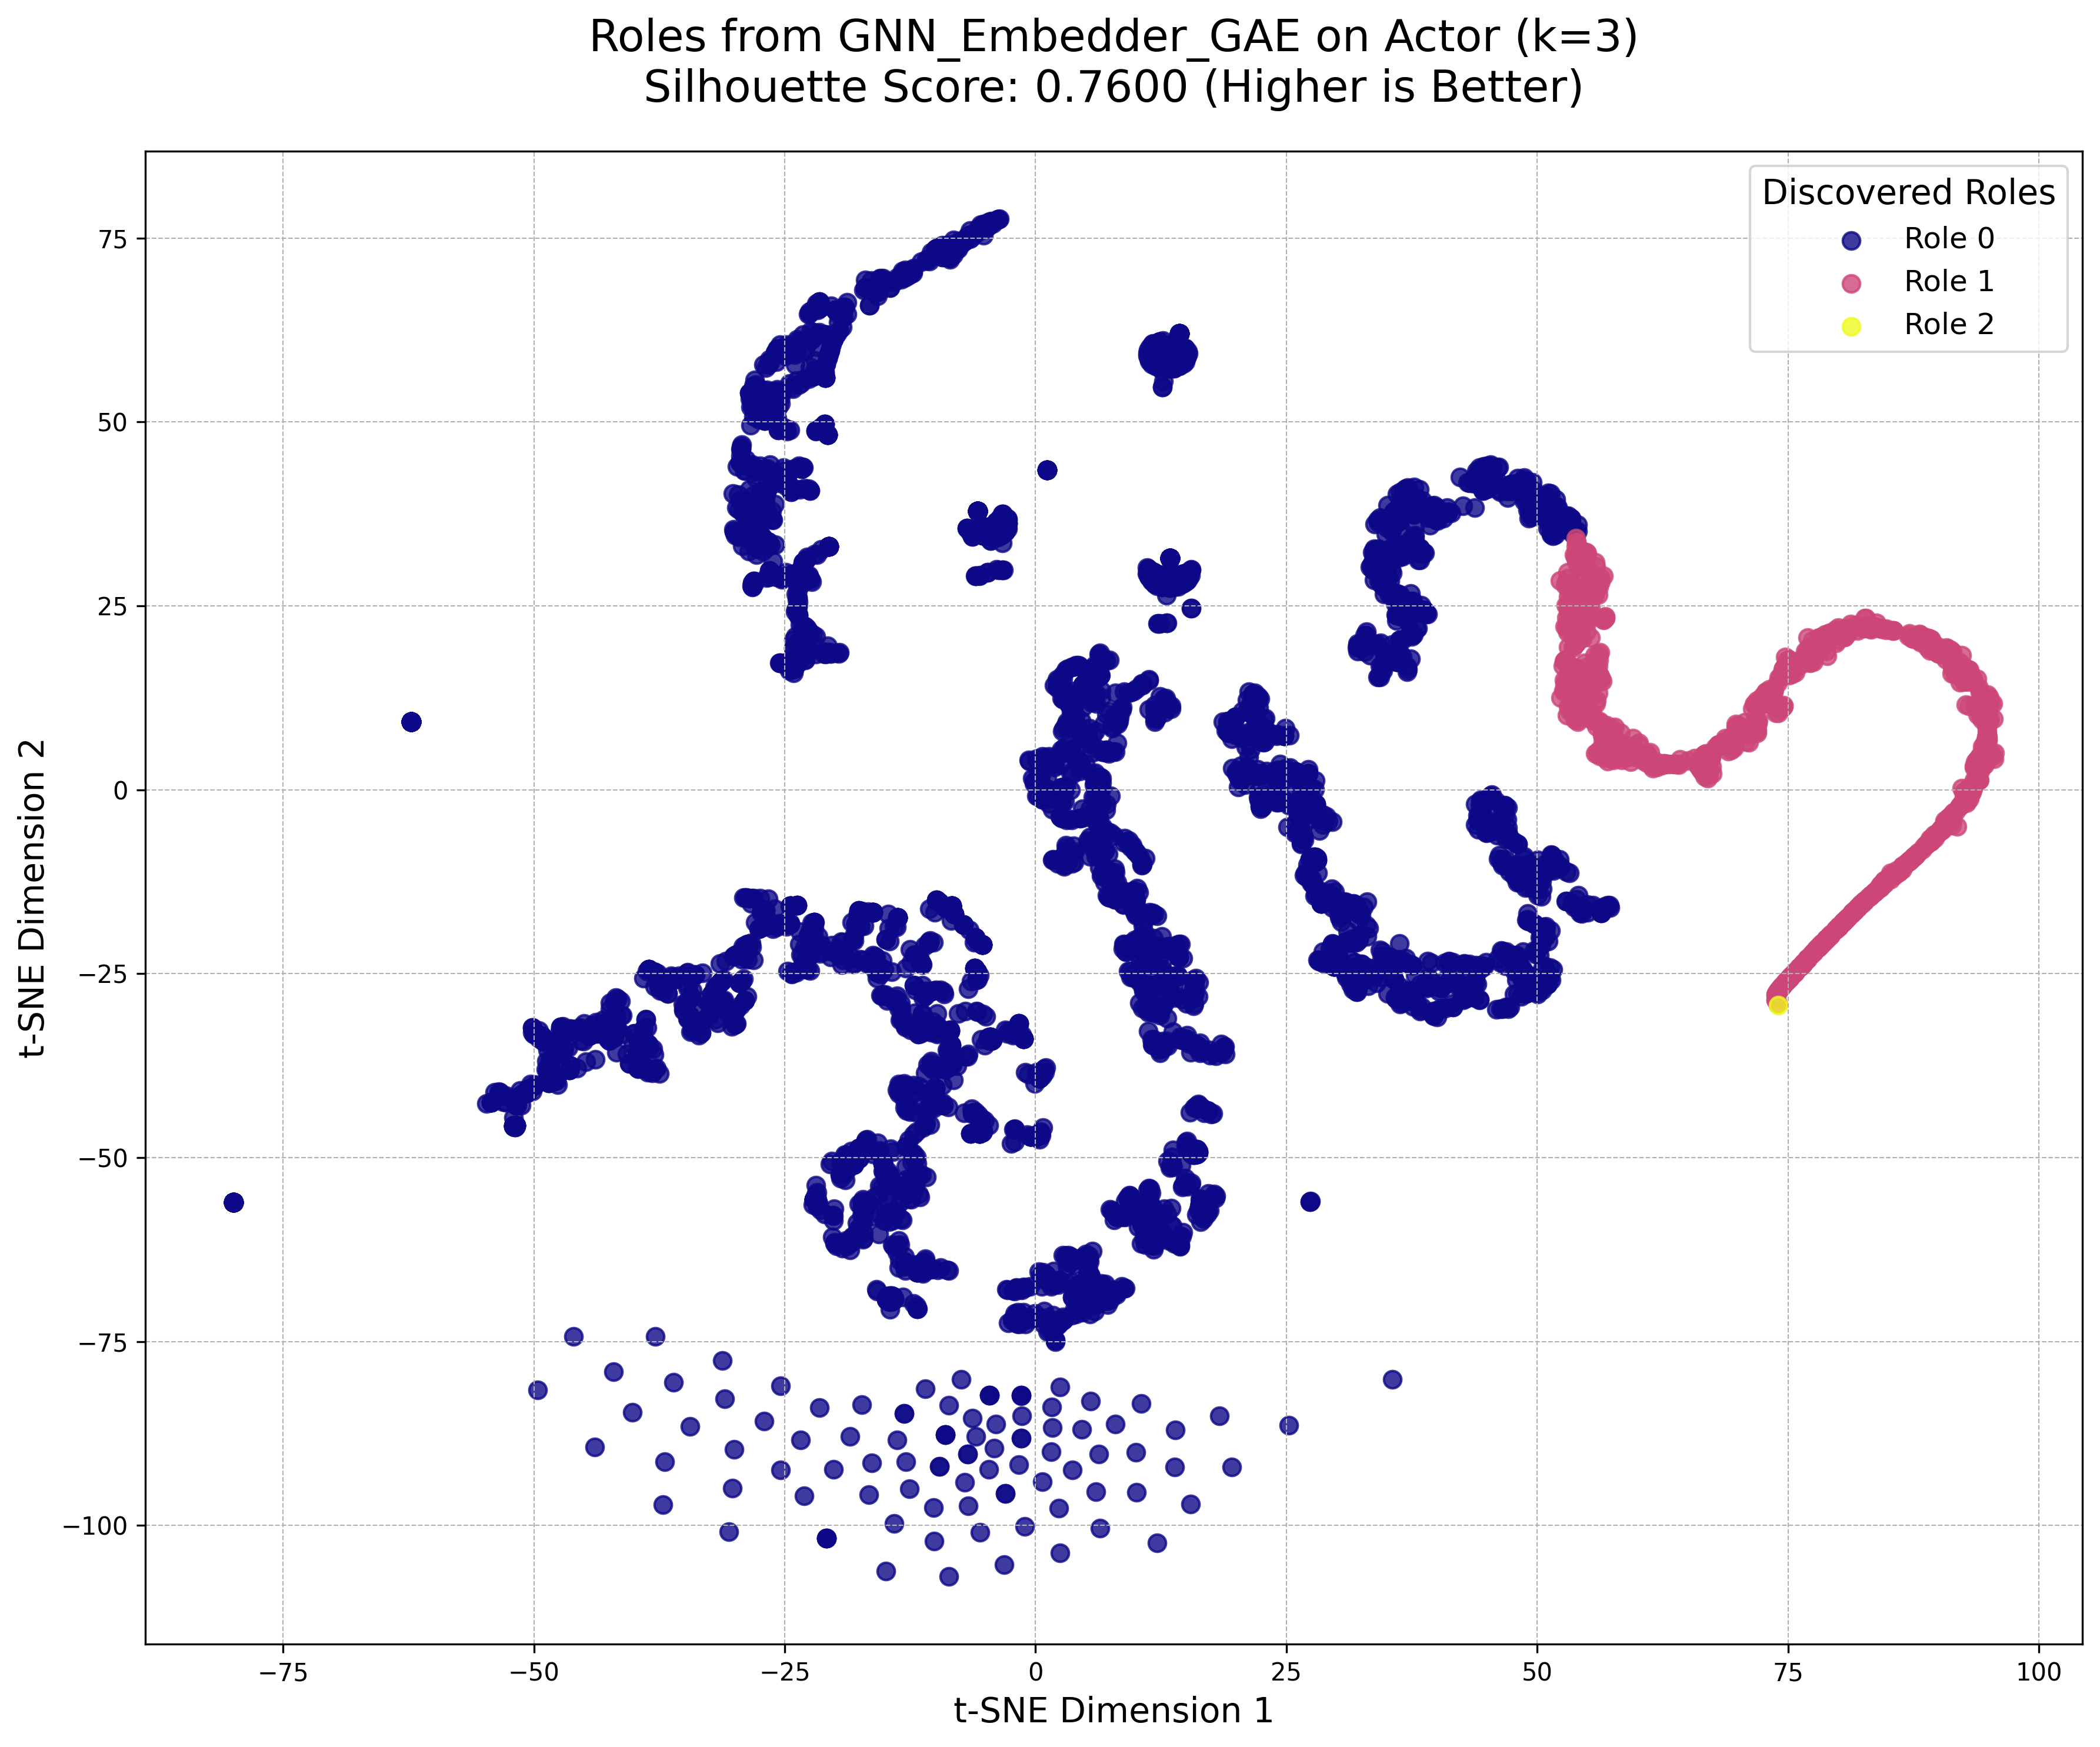 Roles from GNN_Embedder_GAE on Actor (k=3)
Silhouette Score: 0.7600 (Higher is Better)
Discovered Roles
Role 0
Role 1
Role 2
t-SNE Dimension 2
75
50
25
0
−25
−50
−75
−100
−75
−50
−25
0
25
50
75
100
t-SNE Dimension 1